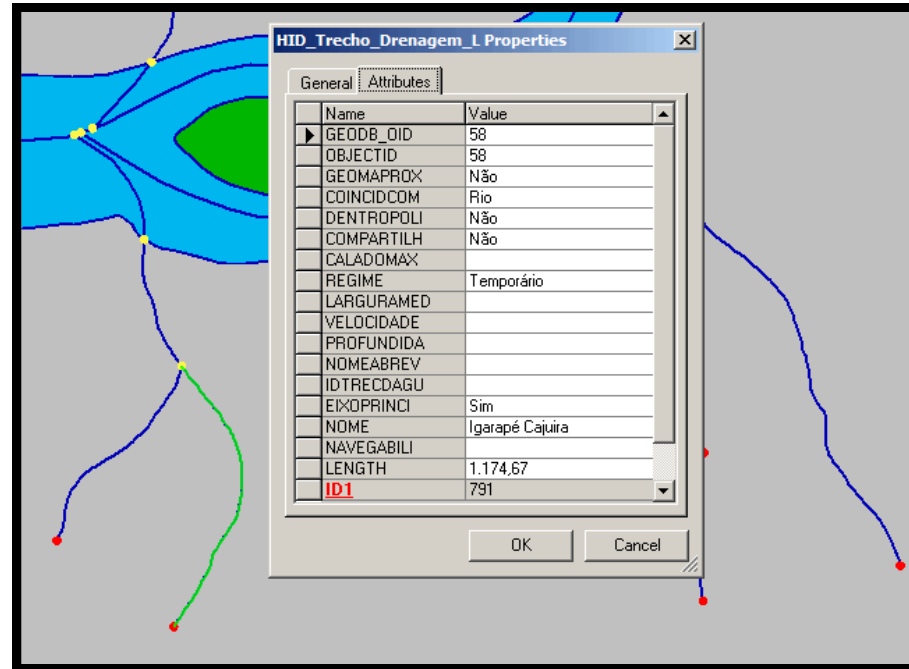 HID_Trecho_Drenagem_L Properties
General Attributes
Name Value
GEODB_OID 58
OBJECTID 58
GEOMAPROX Não
COINCIDCOM Rio
DENTROPOLI Não
COMPARTILH Não
CALADOMAX
REGIME Temporário
LARGURAMED
VELOCIDADE
PROFUNDIDA
NOMEABREV
IDTRECDAGU
EIXOPRINCI Sim
NOME Igarapé Cajuira
NAVEGABILI
LENGTH 1.174,67
ID1 791
OK Cancel